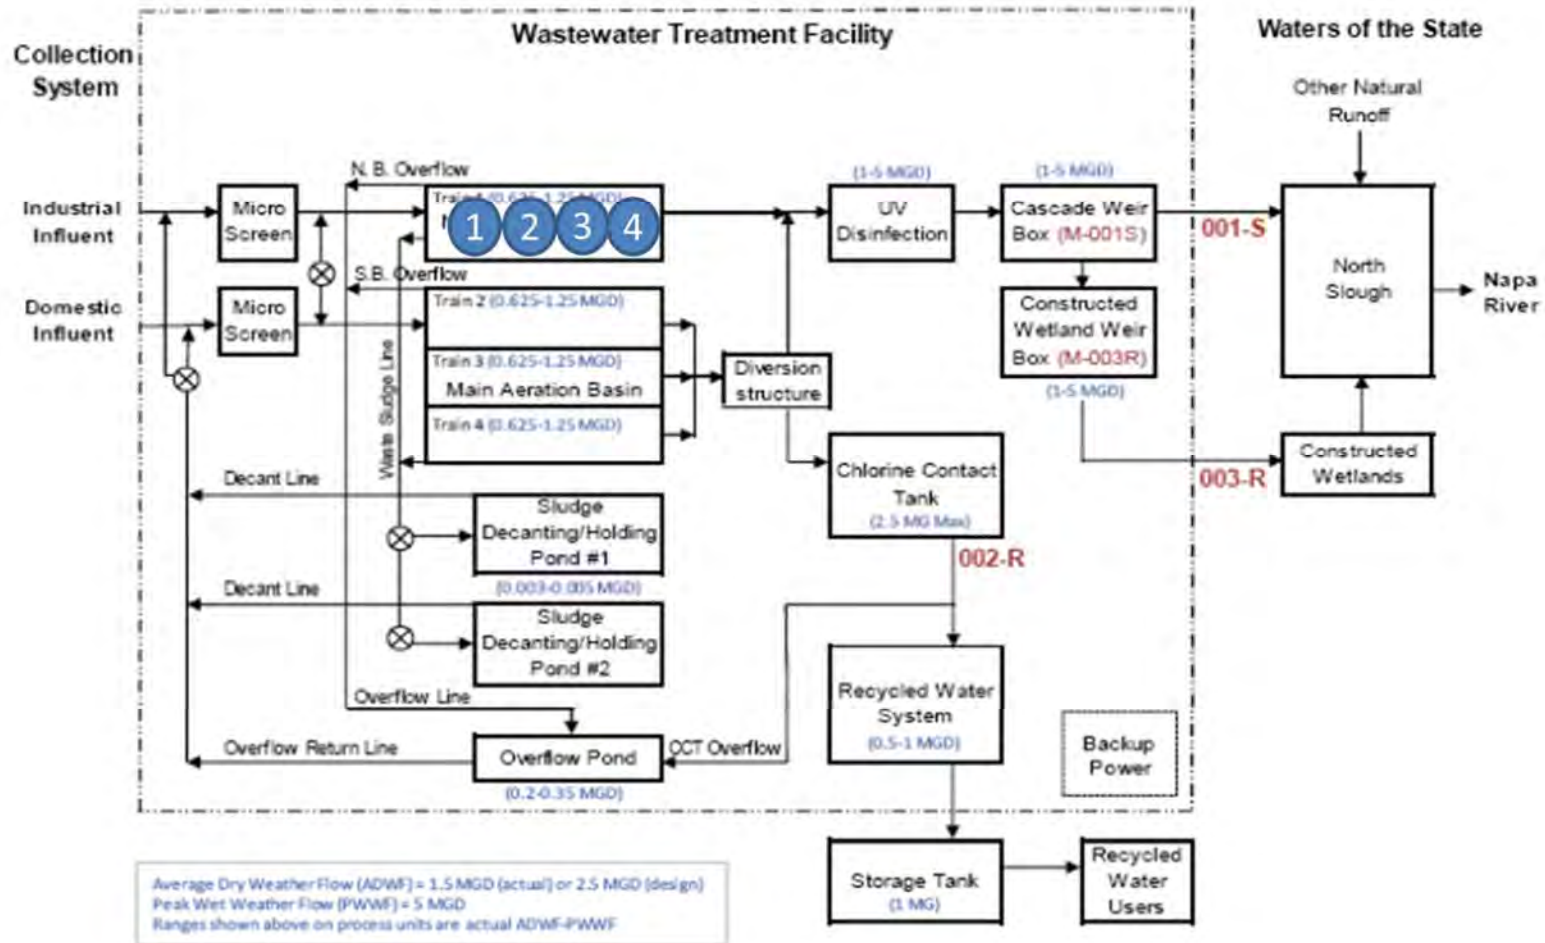 Wastewater Treatment Facility
Waters of the State
Collection
System
Other Natural
Runoff
N. B. Overflow
(1-5 MGD)
(1-5 MGD)
Industrial
Influent
Micro
Screen
1 2 3 4
UV
Disinfection
Cascade Weir
Box (M-001S)
001-S
North
Slough
Napa
River
S.B. Overflow
Domestic
Influent
Micro
Screen
Train 2 (0.625-1.25 MGD)
Constructed
Wetland Weir
Box (M-003R)
(1-5 MGD)
Train 3 (0.625-1.25 MGD)
Main Aeration Basin
Train 4 (0.625-1.25 MGD)
Diversion
structure
Waste Sludge Line
Chlorine Contact
Tank
(2.5 MG Max)
Constructed
Wetlands
003-R
002-R
Decant Line
Sludge
Decanting/Holding
Pond #1
(0.003-0.005 MGD)
Decant Line
Sludge
Decanting/Holding
Pond #2
Overflow Line
Recycled Water
System
(0.5-1 MGD)
Overflow Return Line
Overflow Pond
(0.2-0.35 MGD)
CCT Overflow
Backup
Power
Storage Tank
(1 MG)
Recycled
Water
Users
Average Dry Weather Flow (ADWF) = 1.5 MGD (actual) or 2.5 MGD (design)
Peak Wet Weather Flow (PWWF) = 5 MGD
Ranges shown above on process units are actual ADWF-PWWF